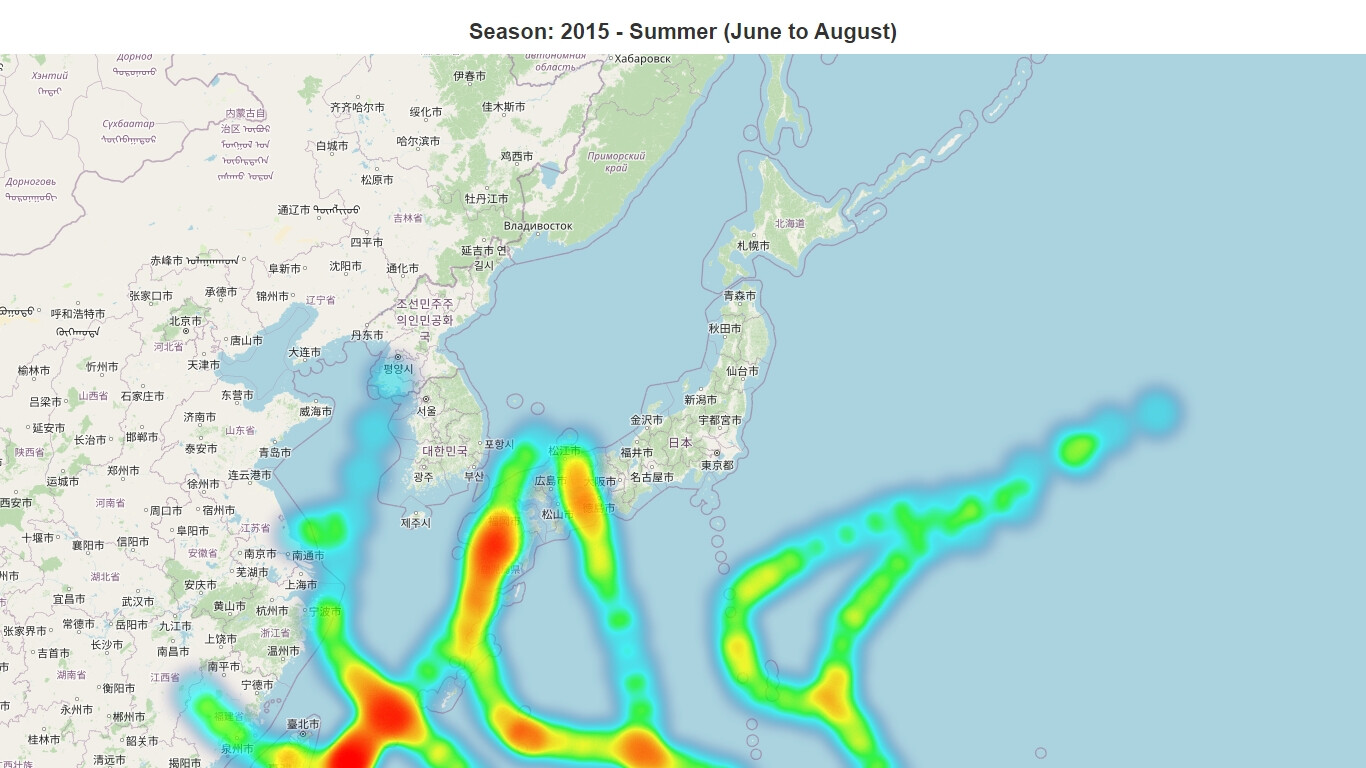 Season: 2015 - Summer (June to August)
Дорнод
автономная
область
Хабаровск
Хэнтий
伊春市
齐齐哈尔市
绥化市
佳木斯市
内蒙古自
治区
Сүхбаатар
白城市
哈尔滨市
鸡西市
Приморский
край
Дорноговь
松原市
牡丹江市
通辽市
吉林省
Владивосток
北海道
四平市
札幌市
延吉市 연
길시
赤峰市
阜新市
沈阳市
通化市
张家口市
承德市
锦州市
辽宁省
조선민주주
의인민공화
국
青森市
呼和浩特市
北京市
秋田市
河北省
唐山市
丹东市
大连市
天津市
평양시
榆林市
忻州市
仙台市
山西省
石家庄市
东营市
吕梁市
威海市
서울
新潟市
济南市
金沢市
宇都宮市
延安市
长治市
邯郸市
山东省
泰安市
포항시
松江市
日本
陕西省
青岛市
대한민국
福井市
東京都
郑州市
连云港市
광주
부산
広島市
大阪市
名古屋市
运城市
徐州市
西安市
河南省
周口市
宿州市
제주시
福岡市
松山市
徳島市
阜阳市
江苏省
十堰市
襄阳市
信阳市
安徽省
南京市
南通市
湖北省
芜湖市
宜昌市
武汉市
安庆市
上海市
黄山市
杭州市
宁波市
张家界市
常德市
岳阳市
九江市
浙江省
吉首市
长沙市
南昌市
上饶市
温州市
湖南省
江西省
南平市
衡阳市
宁德市
永州市
郴州市
福建省
臺北市
桂林市
韶关市
泉州市
清远市
揭阳市